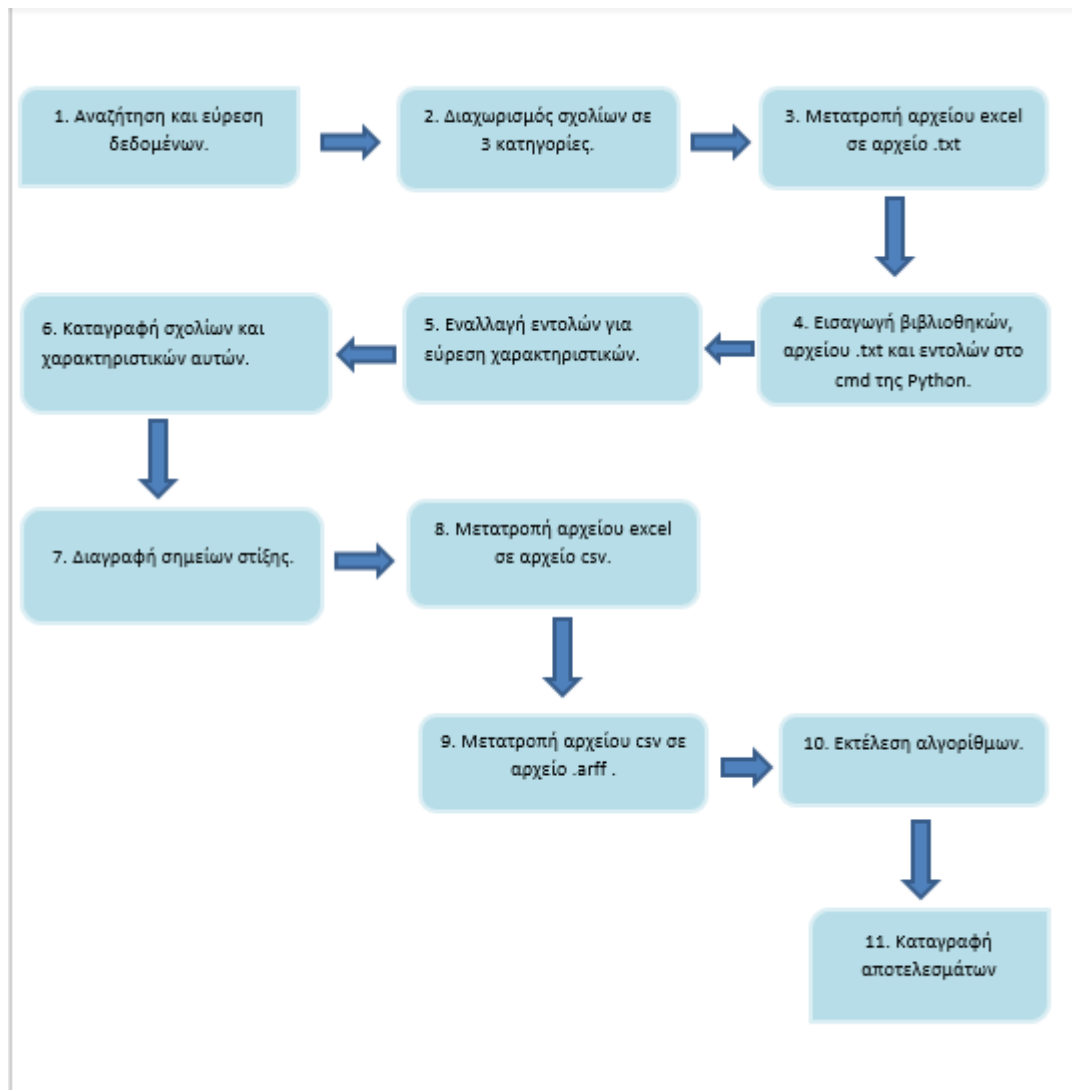 1. Αναζήτηση και εύρεση
δεδομένων.
2. Διαχωρισμός σχολίων σε
3 κατηγορίες.
3. Μετατροπή αρχείου excel
σε αρχείο .txt
4. Εισαγωγή βιβλιοθηκών,
αρχείου .txt και εντολών στο
cmd της Python.
5. Εναλλαγή εντολών για
εύρεση χαρακτηριστικών.
6. Καταγραφή σχολίων και
χαρακτηριστικών αυτών.
7. Διαγραφή σημείων στίξης.
8. Μετατροπή αρχείου excel
σε αρχείο csv.
9. Μετατροπή αρχείου csv σε
αρχείο .arff .
10. Εκτέλεση αλγορίθμων.
11. Καταγραφή
αποτελεσμάτων